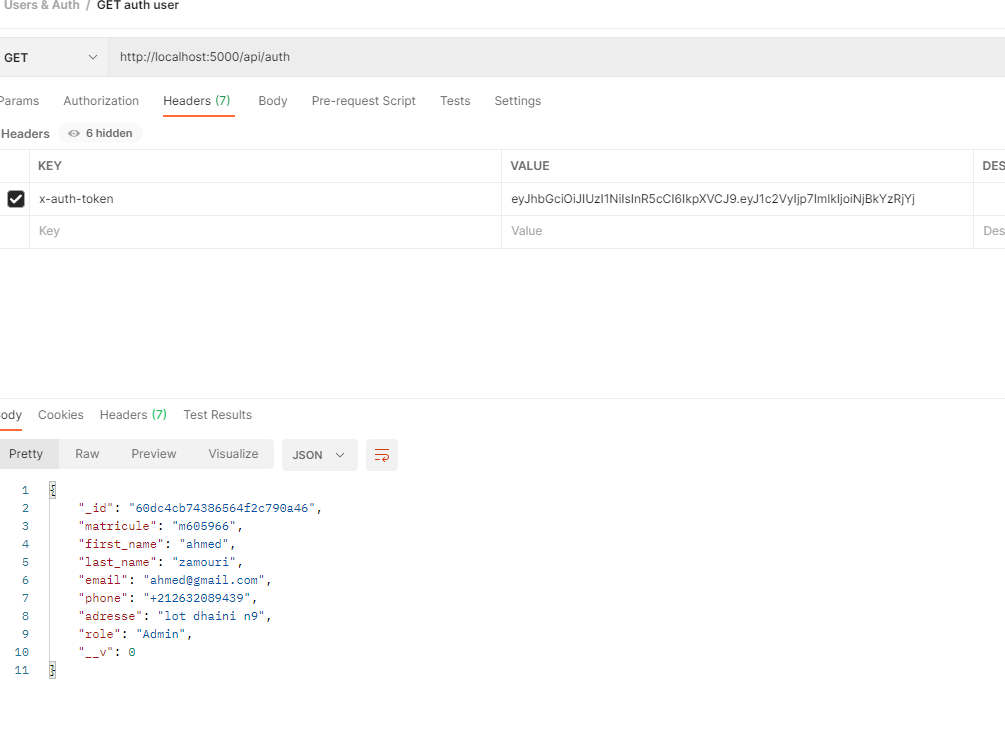 Users & Auth / GET auth user
GET http://localhost:5000/api/auth
Params Authorization Headers (7) Body Pre-request Script Tests Settings
Headers 6 hidden
KEY VALUE DES
x-auth-token eyJhbGciOiJIUzI1NiIsInR5cCI6IkpXVCJ9.eyJ1c2VyIjp7ImlkIjoiNjBkYzRjYj
Key Value Des
ody Cookies Headers (7) Test Results
Pretty Raw Preview Visualize JSON
1 {
2 "_id": "60dc4cb74386564f2c790a46",
3 "matricule": "m605966",
4 "first_name": "ahmed",
5 "last_name": "zamouri",
6 "email": "ahmed@gmail.com",
7 "phone": "+212632089439",
8 "adresse": "lot dhaini n9",
9 "role": "Admin",
10 "__v": 0
11 }